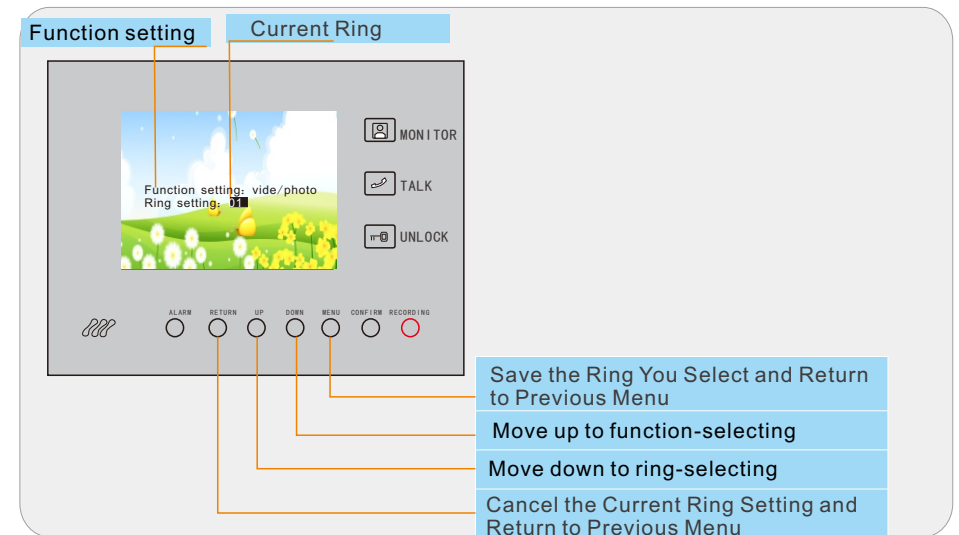 Function setting
Current Ring
MONITOR
Function setting: vide/photo
Ring setting: 01
TALK
UNLOCK
ALARM RETURN UP DOWN MENU CONFIRM RECORDING
Save the Ring You Select and Return
to Previous Menu
Move up to function-selecting
Move down to ring-selecting
Cancel the Current Ring Setting and
Return to Previous Menu